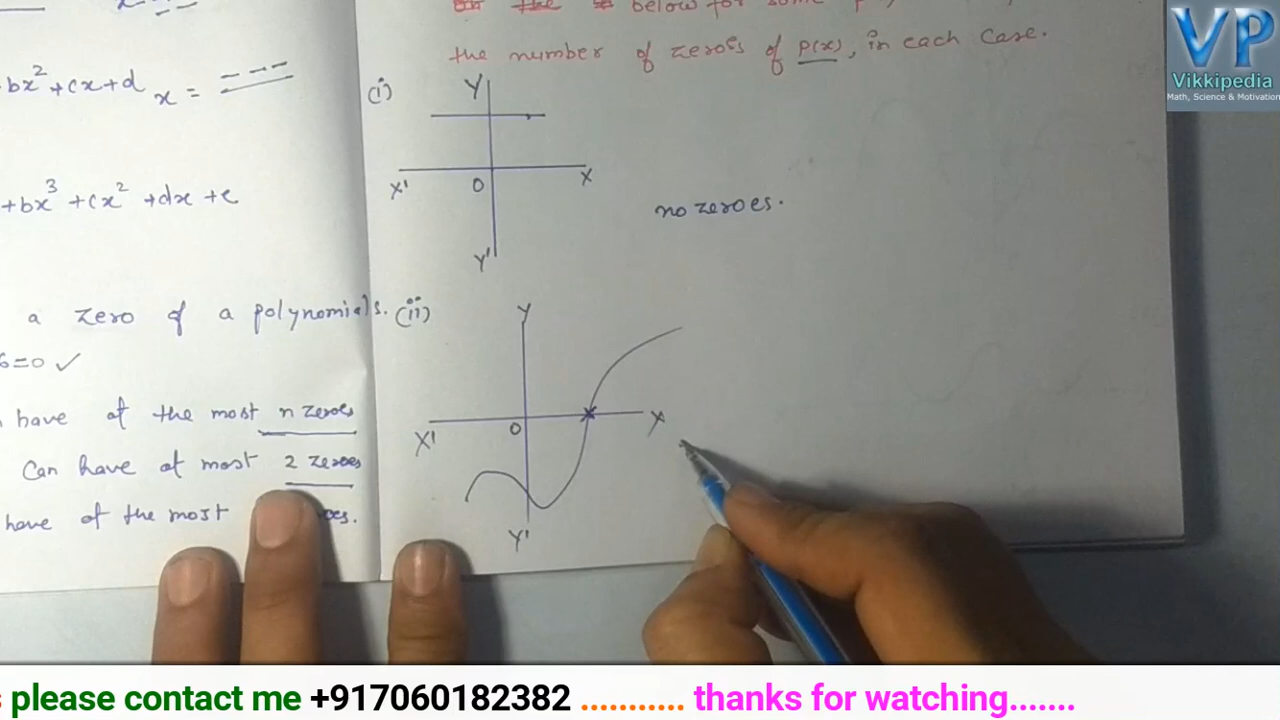 below for some
the number of zeroes of p(x), in each case.
bx² + cx + d x =
(i)
Y
X' O X
Y'
+bx³ + cx² + dx + e
no zeroes.
a zero of a polynomials.
(ii)
Y
=0 ✓
have at the most n zeroes
X' O X
Can have at most 2 zeroes
have of the most
Y'
VP
Vikkipedia
Math, Science & Motivation
please contact me +917060182382 ........... thanks for watching.......